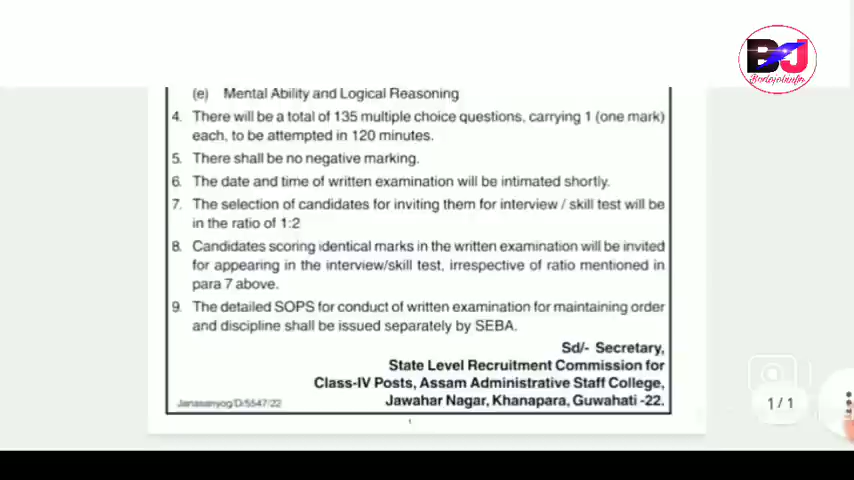 BJ
(e) Mental Ability and Logical Reasoning
4. There will be a total of 135 multiple choice questions, carrying 1 (one mark)
each, to be attempted in 120 minutes.
5. There shall be no negative marking.
6. The date and time of written examination will be intimated shortly.
7. The selection of candidates for inviting them for interview / skill test will be
in the ratio of 1:2
8. Candidates scoring identical marks in the written examination will be invited
for appearing in the interview/skill test, irrespective of ratio mentioned in
para 7 above.
9. The detailed SOPS for conduct of written examination for maintaining order
and discipline shall be issued separately by SEBA.
Sd/- Secretary,
State Level Recruitment Commission for
Class-IV Posts, Assam Administrative Staff College,
Janasanyog/D/5547/22 Jawahar Nagar, Khanapara, Guwahati -22.
1
1 / 1